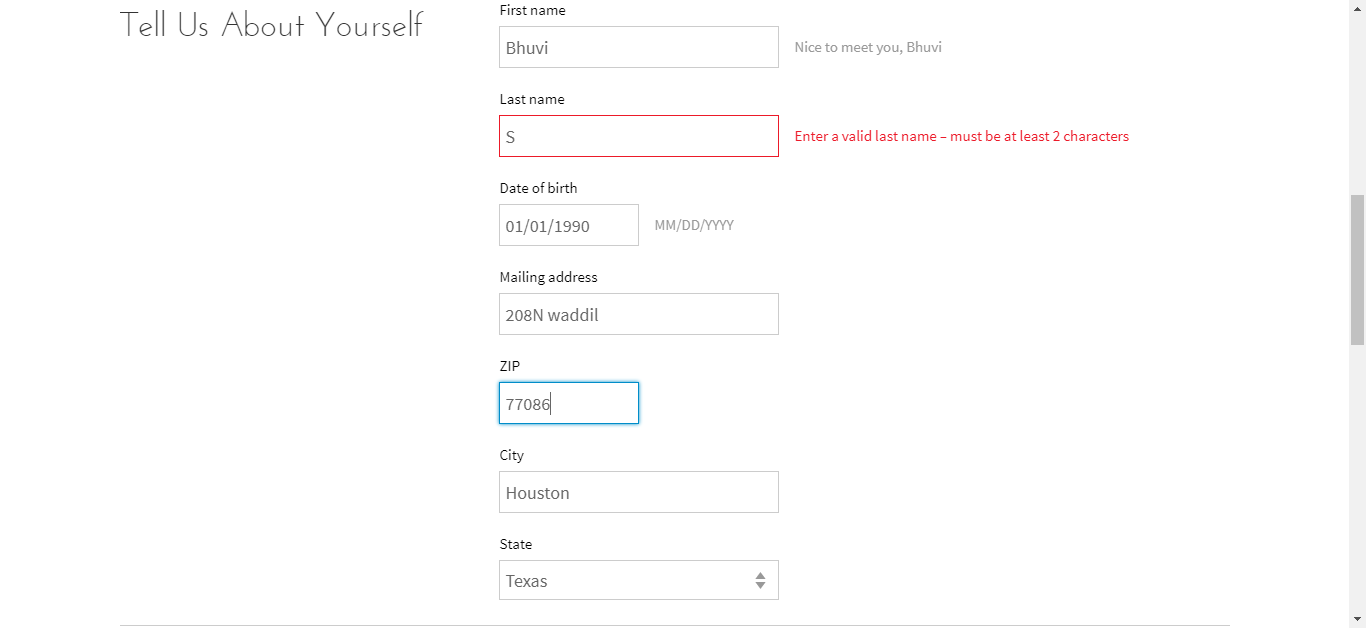 Tell Us About Yourself
First name
Bhuvi
Nice to meet you, Bhuvi
Last name
S
Enter a valid last name – must be at least 2 characters
Date of birth
01/01/1990
MM/DD/YYYY
Mailing address
208N waddil
ZIP
77086
City
Houston
State
Texas